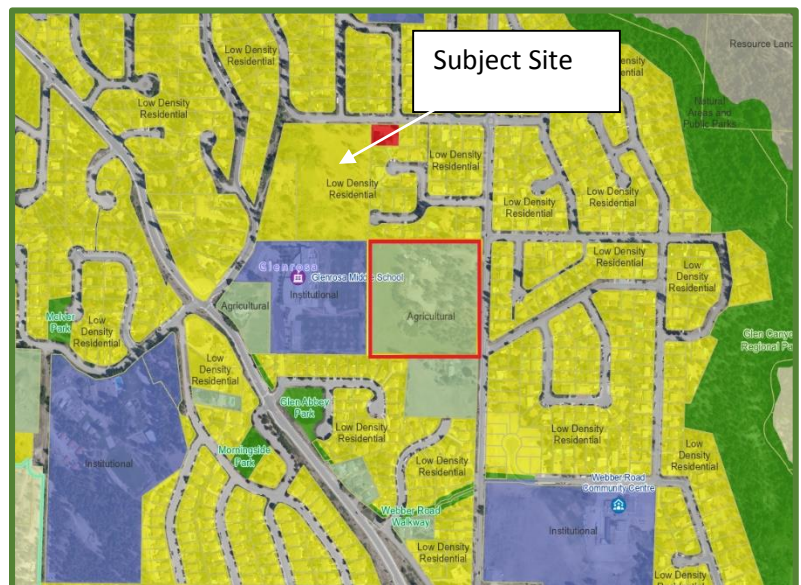 Subject Site
Resource Land
Low Density
Residential
Low Density
Residential
Natural
Areas and
Public Parks
Low Density
Residential
Low Density
Residential
Low Density
Residential
Low Density
Residential
Low Density
Residential
Glenrosa
Glenrosa Middle School
Institutional
Agricultural
Agricultural
Low
Density
Residential
McIver
Park
Low
Density
Residential
Glen Canyo
Regional Pa
Low
Density
Residential
Glen Abbey
Park
Low Density
Residential
Low Density
Residential
Morningside
Park
Institutional
Low Density
Residential
Low
Density
Residential
Webber Road
Community Centre
Webber Road
Walkway
Institutional
Low Density
Residential
Low Density
Residential